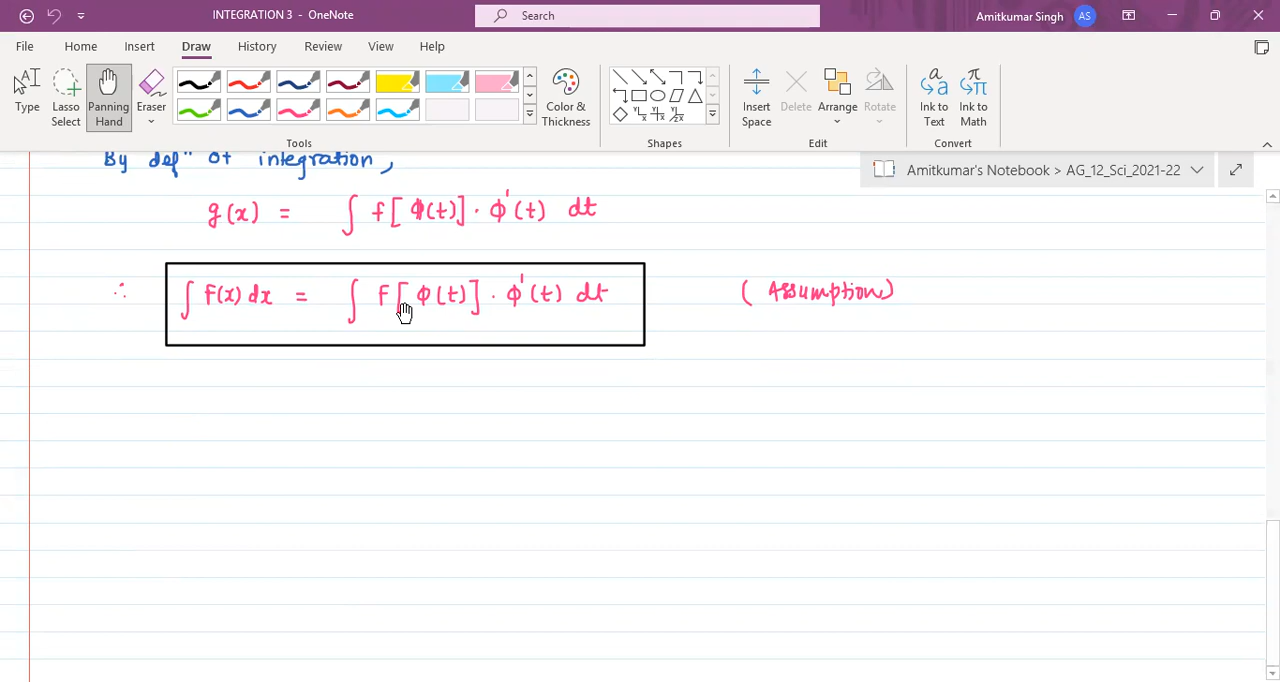 INTEGRATION 3 - OneNote
Search
Amitkumar Singh AS
File Home Insert Draw History Review View Help
Type
Lasso Select
Panning Hand
Eraser
Color & Thickness
Insert Space
Delete
Arrange
Rotate
Ink to Text
Ink to Math
Tools Shapes Edit Convert
Amitkumar's Notebook > AG_12_Sci_2021-22
By defⁿ of integration,
g(x) = ∫ f[ϕ(t)] · ϕ'(t) dt
∴ ∫ f(x) dx = ∫ f[ϕ(t)] · ϕ'(t) dt (Assumption)